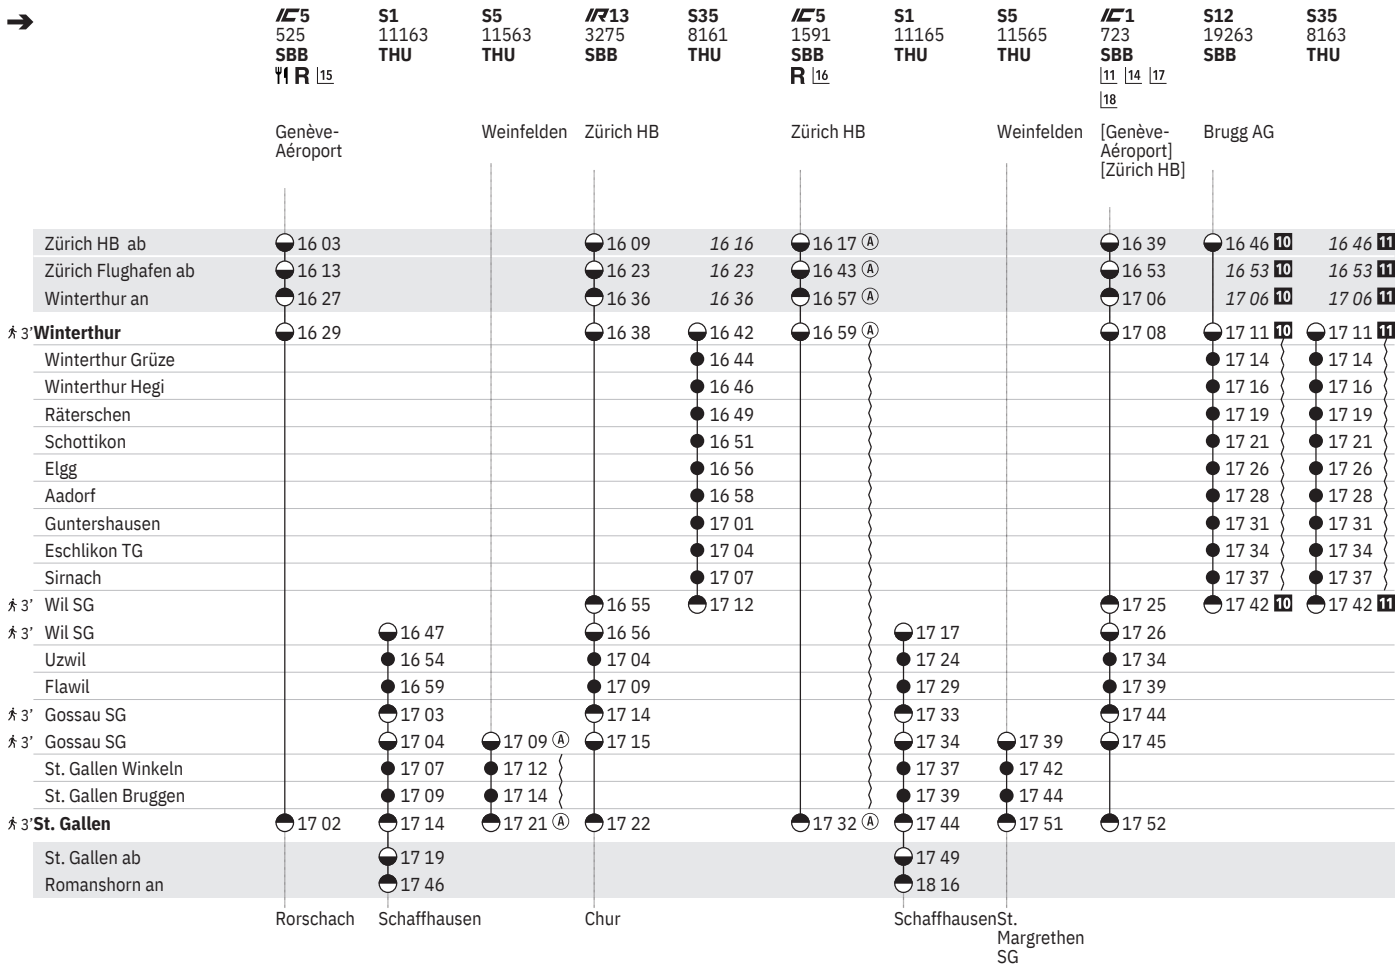 IC5 S1 S5 IR13 S35 IC5 S1 S5 IC1 S12 S35
525 11163 11563 3275 8161 1591 11165 11565 723 19263 8163
SBB THU THU SBB THU SBB THU THU SBB SBB THU
R 15 R 16 11 14 17
18
Genève- Weinfelden Zürich HB Zürich HB Weinfelden [Genève- Brugg AG
Aéroport Aéroport]
[Zürich HB]
Zürich HB ab 16 03 16 09 16 16 16 17 A 16 39 16 46 10 16 46 11
Zürich Flughafen ab 16 13 16 23 16 23 16 43 A 16 53 16 53 10 16 53 11
Winterthur an 16 27 16 36 16 36 16 57 A 17 06 17 06 10 17 06 11
3' Winterthur 16 29 16 38 16 42 16 59 A 17 08 17 11 10 17 11 11
Winterthur Grüze 16 44 17 14 17 14
Winterthur Hegi 16 46 17 16 17 16
Räterschen 16 49 17 19 17 19
Schottikon 16 51 17 21 17 21
Elgg 16 56 17 26 17 26
Aadorf 16 58 17 28 17 28
Guntershausen 17 01 17 31 17 31
Eschlikon TG 17 04 17 34 17 34
Sirnach 17 07 17 37 17 37
3' Wil SG 16 55 17 12 17 25 17 42 10 17 42 11
3' Wil SG 16 47 16 56 17 17 17 26
Uzwil 16 54 17 04 17 24 17 34
Flawil 16 59 17 09 17 29 17 39
3' Gossau SG 17 03 17 14 17 33 17 44
3' Gossau SG 17 04 17 09 A 17 15 17 34 17 39 17 45
St. Gallen Winkeln 17 07 17 12 17 37 17 42
St. Gallen Bruggen 17 09 17 14 17 39 17 44
3' St. Gallen 17 02 17 14 17 21 A 17 22 17 32 A 17 44 17 51 17 52
St. Gallen ab 17 19 17 49
Romanshorn an 17 46 18 16
Rorschach Schaffhausen Chur Schaffhausen St.
Margrethen
SG